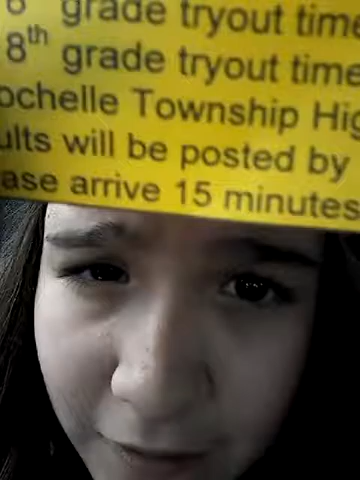 grade tryout time
8th grade tryout time
ochelle Township Hig
ults will be posted by
ase arrive 15 minutes